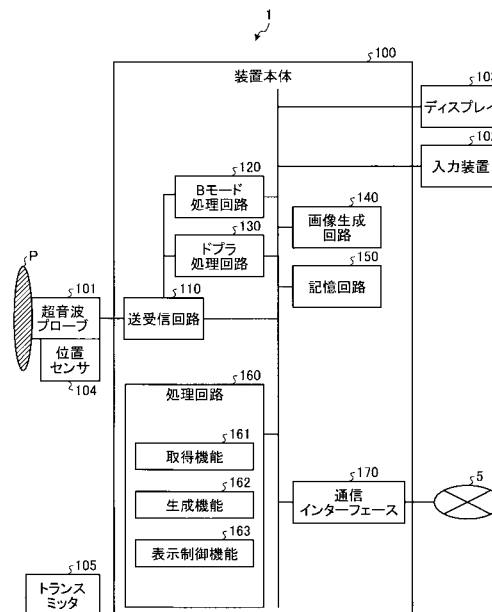 1
100
装置本体
103
ディスプレイ
102
入力装置
120
Bモード
処理回路
140
画像生成
回路
130
ドプラ
処理回路
150
記憶回路
P
101
超音波
プローブ
110
送受信回路
位置
センサ
104
160
処理回路
161
取得機能
162
生成機能
163
表示制御機能
170
通信
インターフェース
5
105
トランス
ミッタ